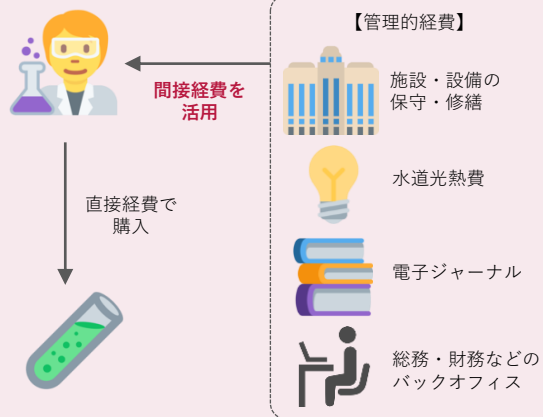 【管理的経費】
間接経費を
活用
施設・設備の
保守・修繕
水道光熱費
直接経費で
購入
電子ジャーナル
総務・財務などの
バックオフィス